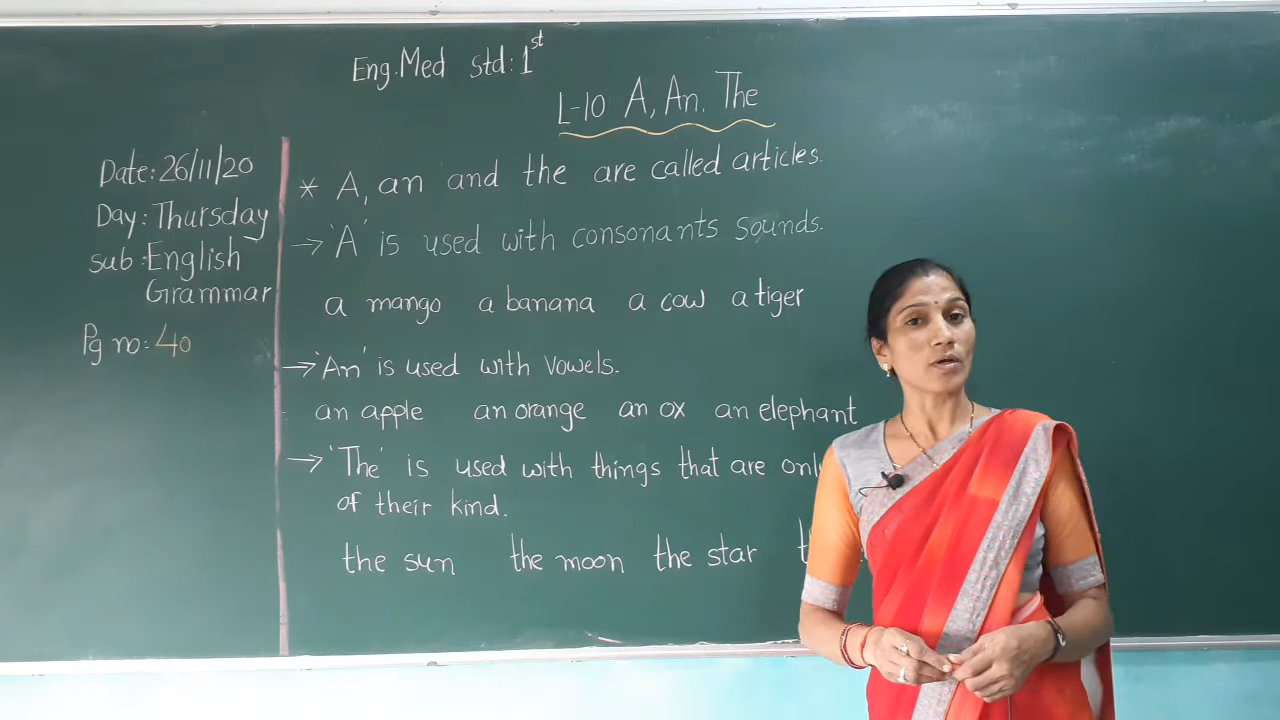 Eng.Med std: 1st
L-10 A, An, The
Date: 26/11/20
Day: Thursday
sub: English
Grammar
Pg no: 40
* A, an and the are called articles.
→ 'A' is used with consonants sounds.
a mango a banana a cow a tiger
→ 'An' is used with vowels.
an apple an orange an ox an elephant
→ 'The' is used with things that are
of their kind.
the sun the moon the star